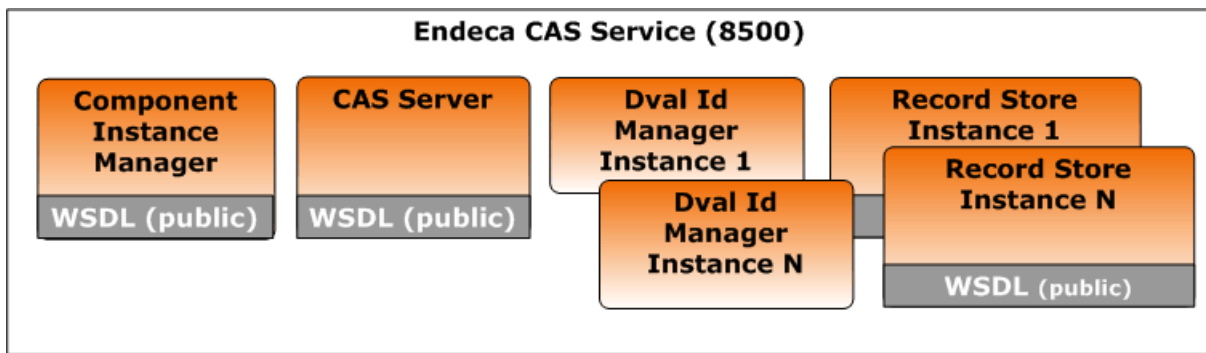 Endeca CAS Service (8500)
Component
Instance
Manager
WSDL (public)
CAS Server
WSDL (public)
Dval Id
Manager
Instance 1
Dval Id
Manager
Instance N
Record Store
Instance 1
Record Store
Instance N
WSDL (public)